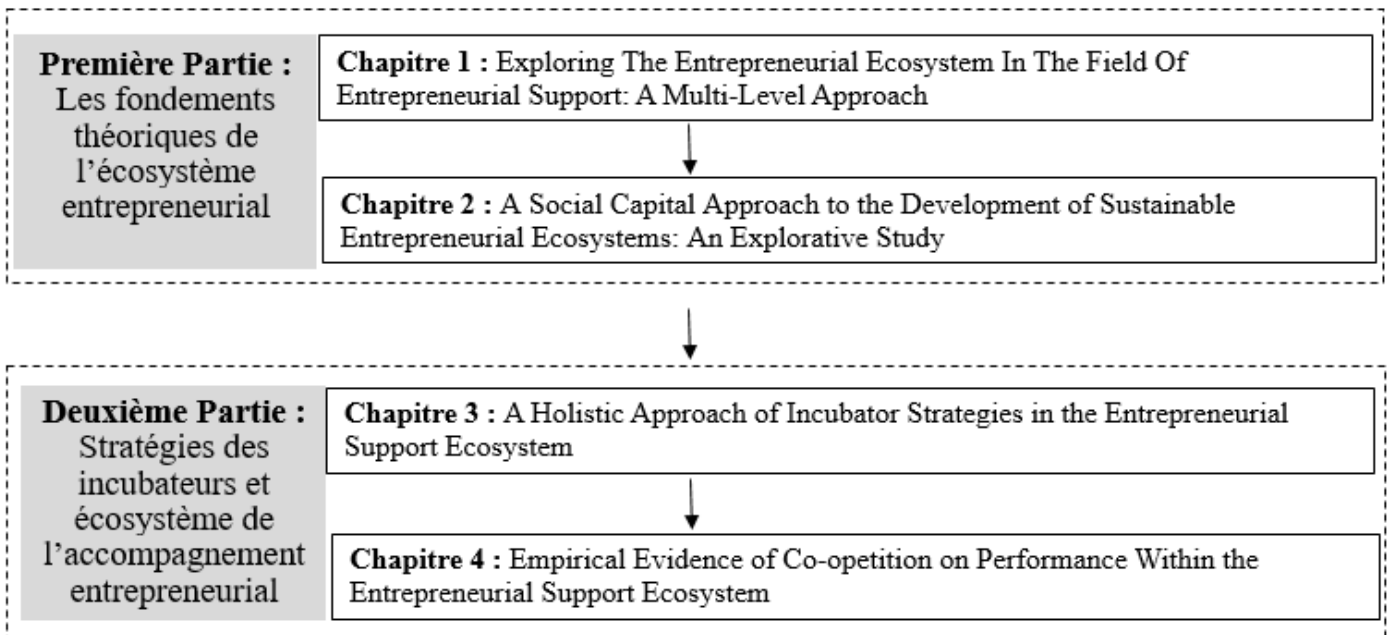 Première Partie :
Les fondements
théoriques de
l’écosystème
entrepreneurial
Chapitre 1 : Exploring The Entrepreneurial Ecosystem In The Field Of
Entrepreneurial Support: A Multi-Level Approach
Chapitre 2 : A Social Capital Approach to the Development of Sustainable
Entrepreneurial Ecosystems: An Explorative Study
Deuxième Partie :
Stratégies des
incubateurs et
écosystème de
l’accompagnement
entrepreneurial
Chapitre 3 : A Holistic Approach of Incubator Strategies in the Entrepreneurial
Support Ecosystem
Chapitre 4 : Empirical Evidence of Co-opetition on Performance Within the
Entrepreneurial Support Ecosystem